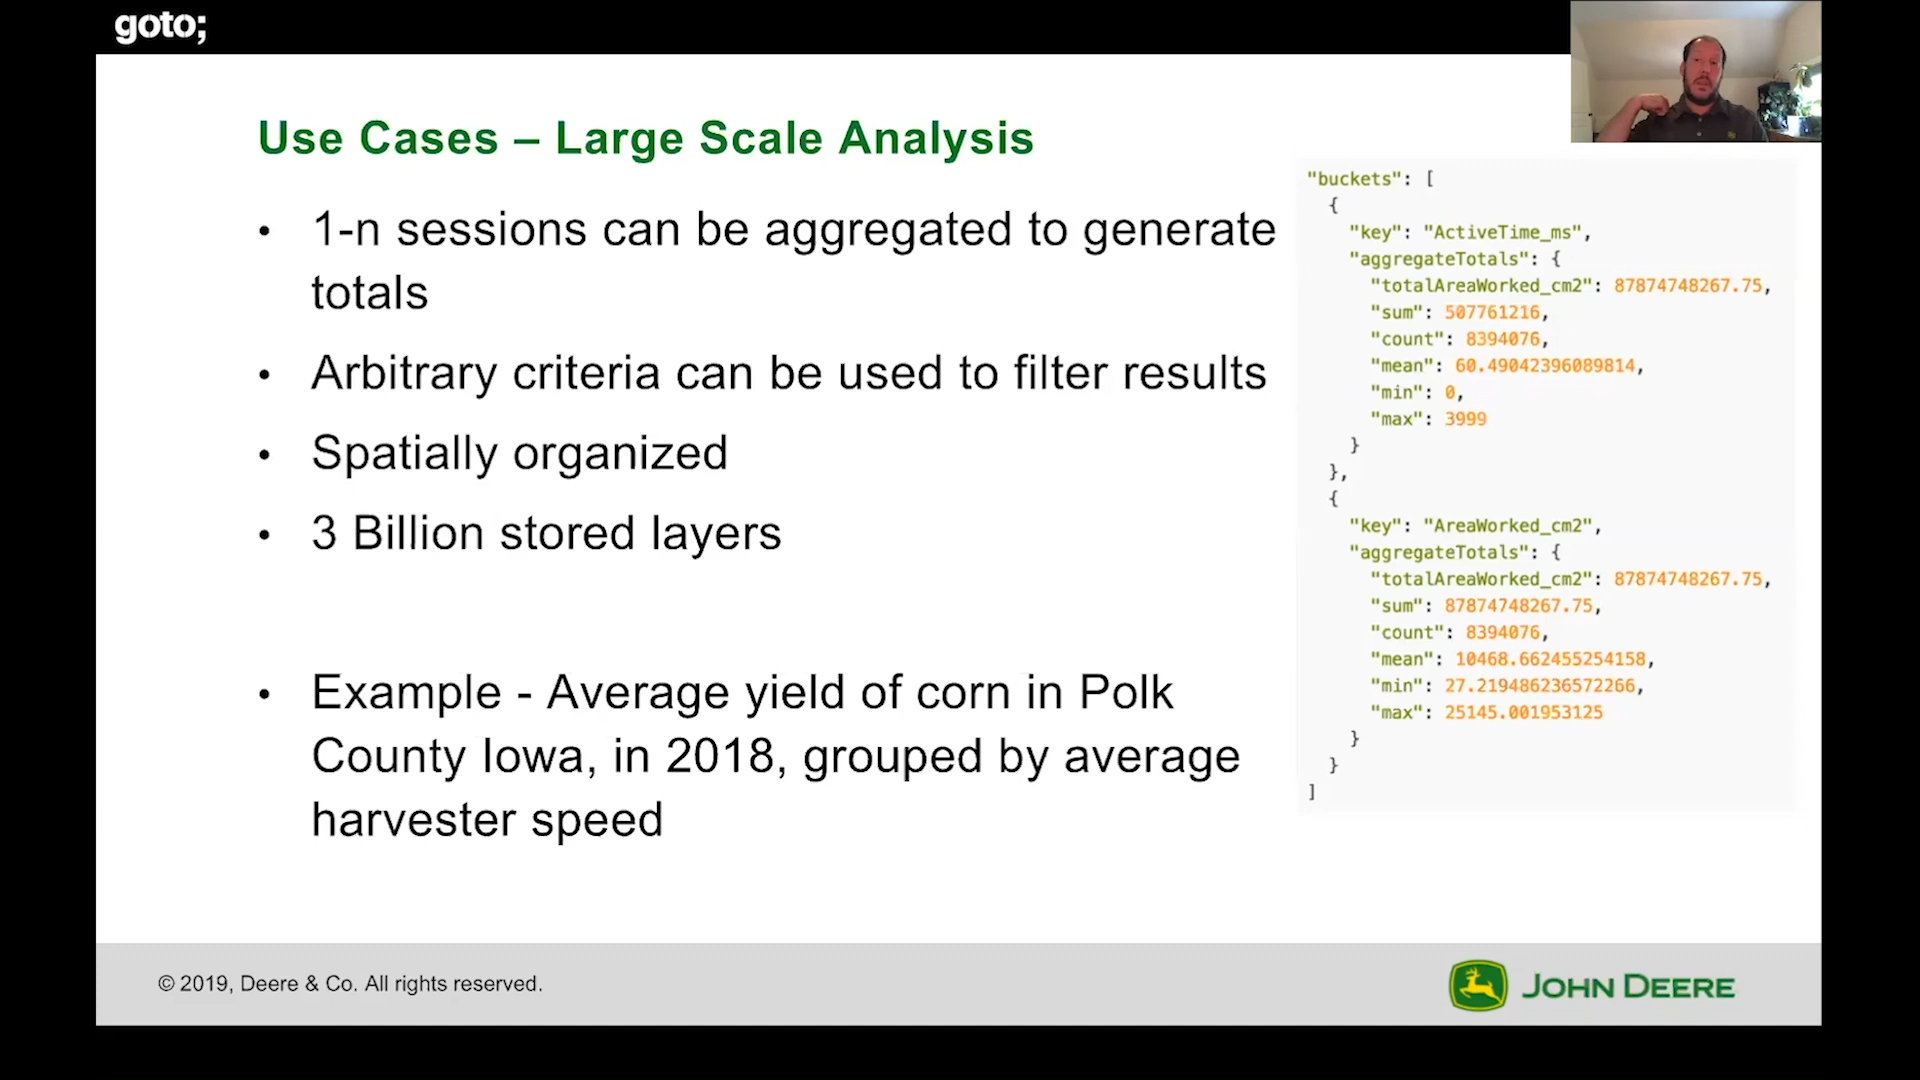 goto;
Use Cases – Large Scale Analysis
• 1-n sessions can be aggregated to generate
totals
• Arbitrary criteria can be used to filter results
• Spatially organized
• 3 Billion stored layers
• Example - Average yield of corn in Polk
County Iowa, in 2018, grouped by average
harvester speed
"buckets": [
{
"key": "ActiveTime_ms",
"aggregateTotals": {
"totalAreaWorked_cm2": 87874748267.75,
"sum": 507761216,
"count": 8394076,
"mean": 60.49042396089814,
"min": 0,
"max": 3999
}
},
{
"key": "AreaWorked_cm2",
"aggregateTotals": {
"totalAreaWorked_cm2": 87874748267.75,
"sum": 87874748267.75,
"count": 8394076,
"mean": 10468.662455254158,
"min": 27.219486236572266,
"max": 25145.001953125
}
}
]
© 2019, Deere & Co. All rights reserved.
JOHN DEERE